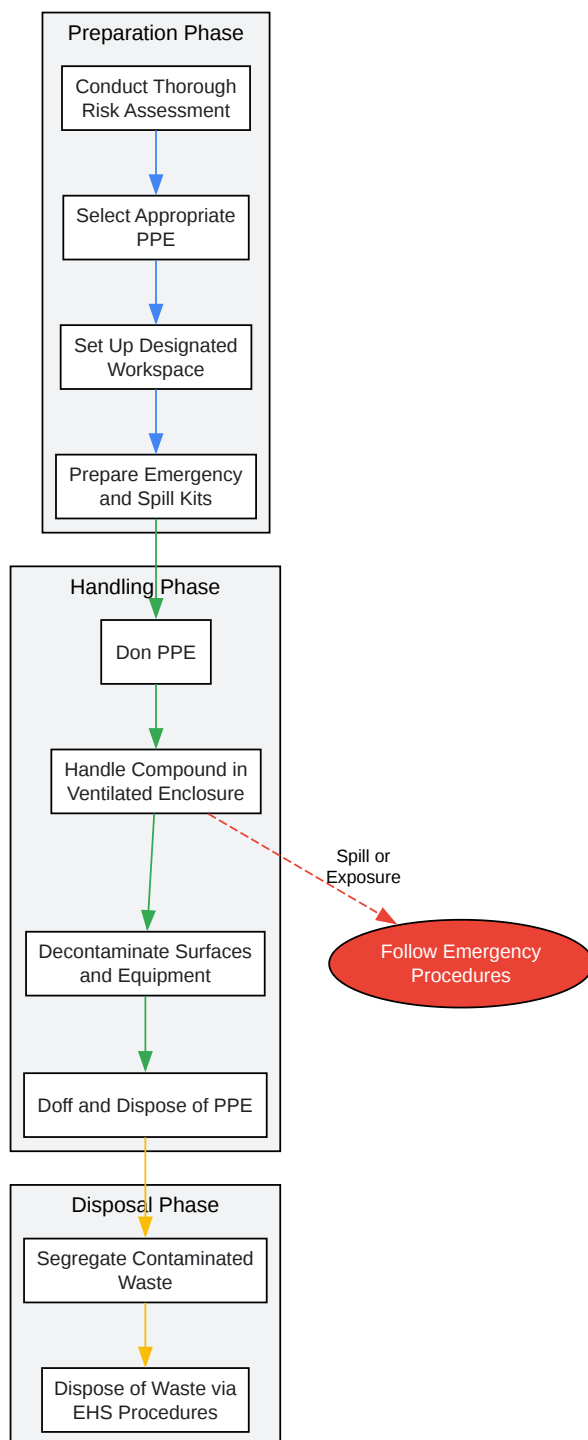 Preparation Phase
Conduct Thorough
Risk Assessment
Select Appropriate
PPE
Set Up Designated
Workspace
Prepare Emergency
and Spill Kits
Handling Phase
Don PPE
Handle Compound in
Ventilated Enclosure
Spill or
Exposure
Decontaminate Surfaces
and Equipment
Follow Emergency
Procedures
Doff and Dispose of PPE
Disposal Phase
Segregate Contaminated
Waste
Dispose of Waste via
EHS Procedures